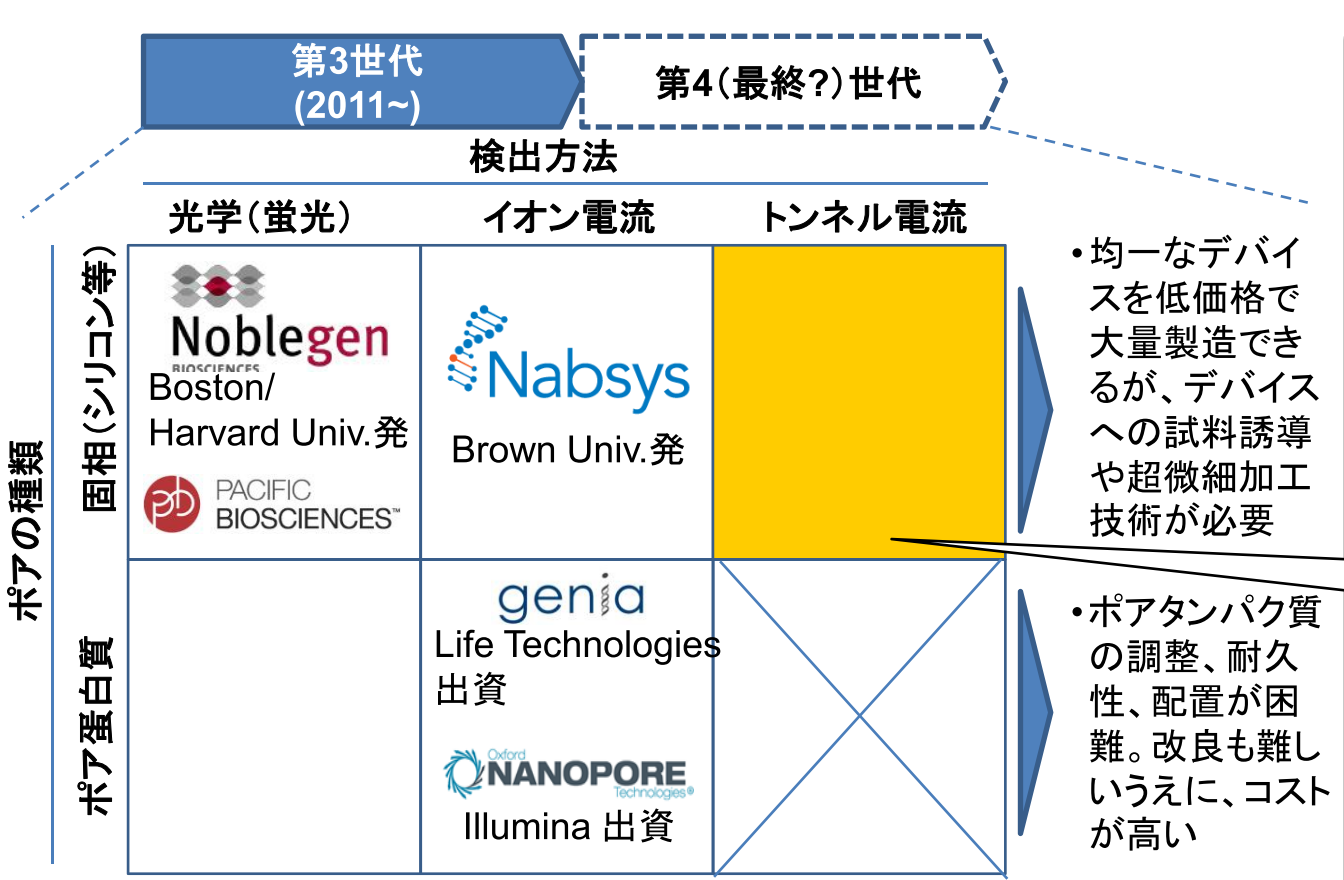 第3世代
(2011~)
第4(最終?)世代
検出方法
光学(蛍光)
イオン電流
トンネル電流
ポアの種類
固相(シリコン等)
Noblegen
BIOSCIENCES
Boston/
Harvard Univ.発
PACIFIC
BIOSCIENCES™
Nabsys
Brown Univ.発
•均一なデバイ
スを低価格で
大量製造でき
るが、デバイス
への試料誘導
や超微細加工
技術が必要
ポア蛋白質
genia
Life Technologies
出資
Oxford
NANOPORE
Technologies®
Illumina 出資
•ポアタンパク質
の調整、耐久
性、配置が困
難。改良も難し
いうえに、コスト
が高い